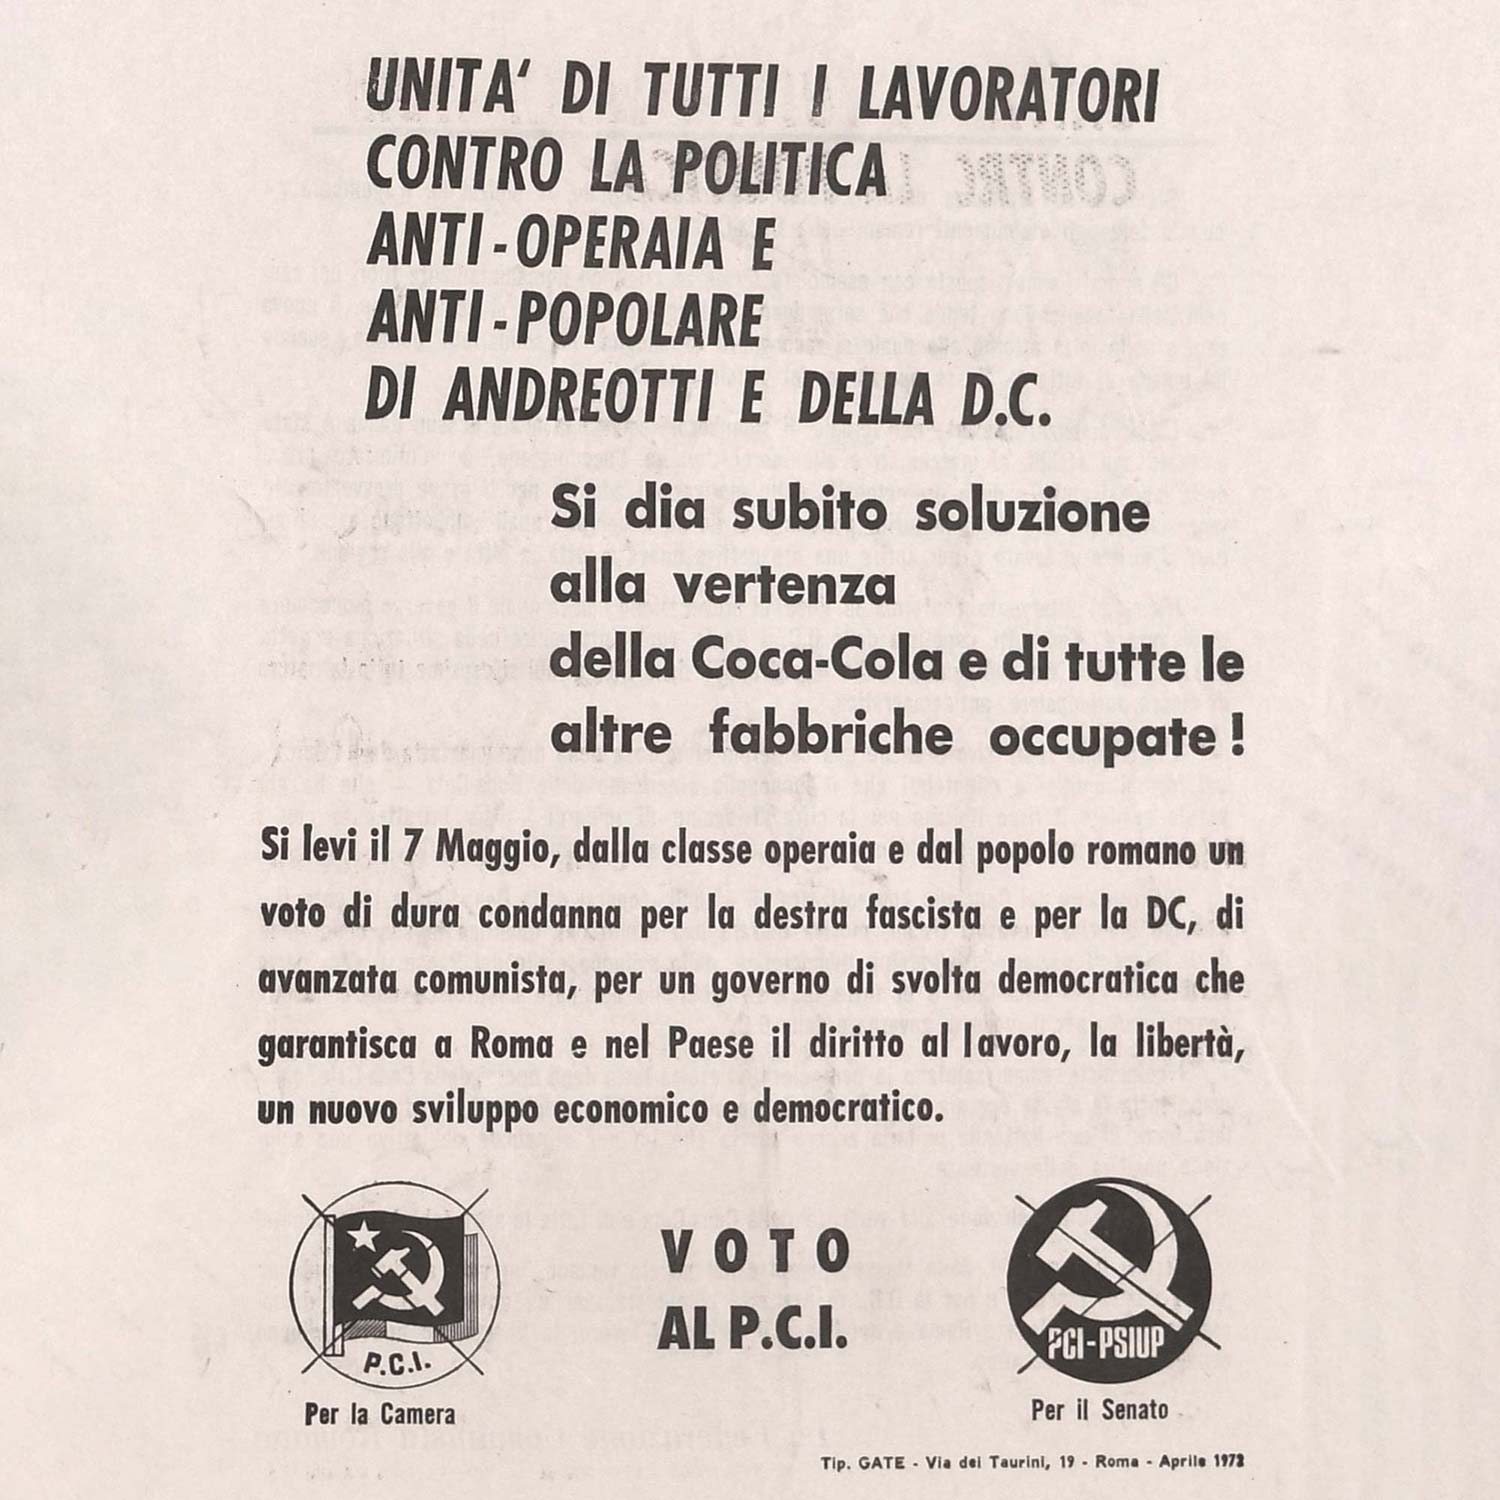 UNITA' DI TUTTI I LAVORATORI
CONTRO LA POLITICA
ANTI-OPERAIA E
ANTI-POPOLARE
DI ANDREOTTI E DELLA D.C.
Si dia subito soluzione
alla vertenza
della Coca-Cola e di tutte le
altre fabbriche occupate!
Si levi il 7 Maggio, dalla classe operaia e dal popolo romano un
voto di dura condanna per la destra fascista e per la DC, di
avanzata comunista, per un governo di svolta democratica che
garantisca a Roma e nel Paese il diritto al lavoro, la libertà,
un nuovo sviluppo economico e democratico.
P.C.I.
Per la Camera
VOTO
AL P.C.I.
PCI-PSIUP
Per il Senato
Tip. GATE - Via dei Taurini, 19 - Roma - Aprile 1972